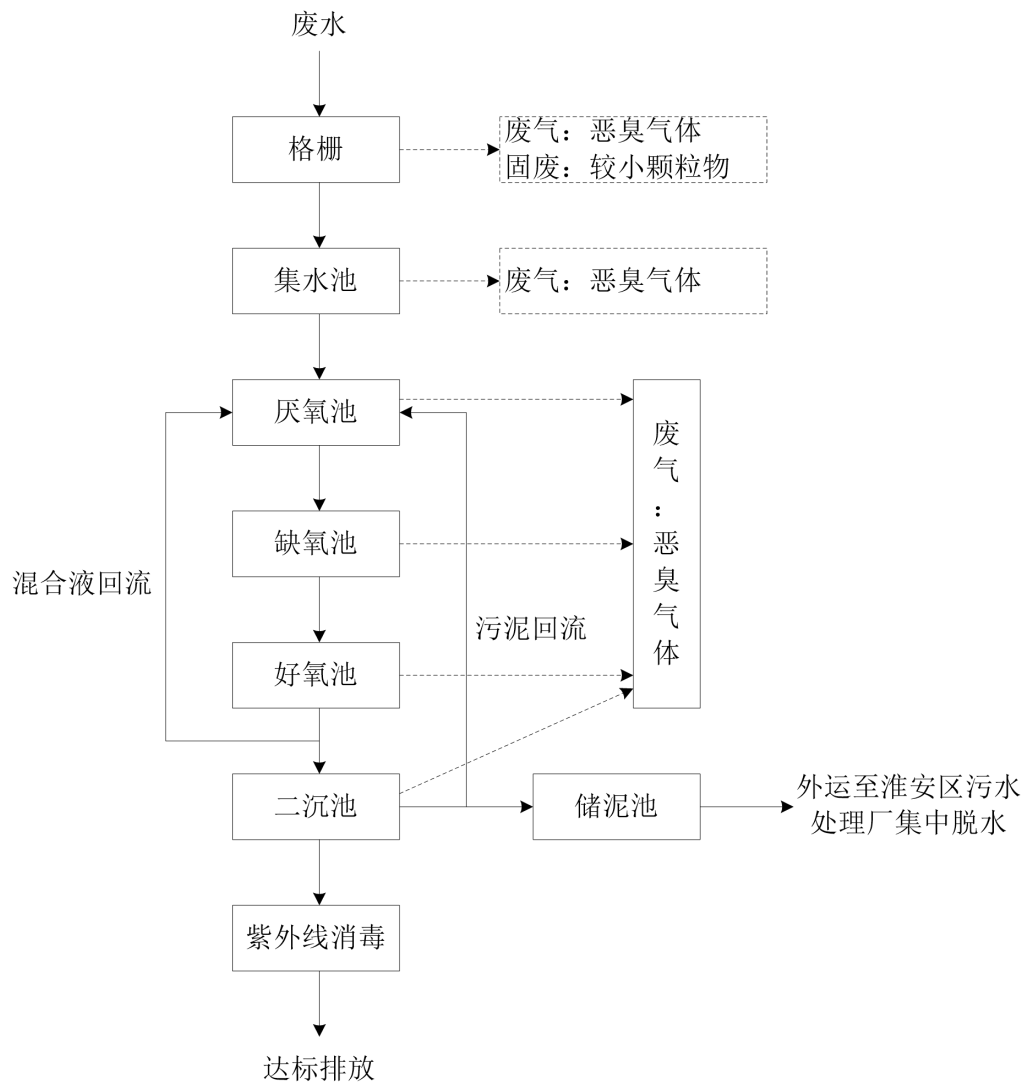 废水
格栅
废气：恶臭气体
固废：较小颗粒物
集水池
废气：恶臭气体
厌氧池
废气：恶臭气体
缺氧池
混合液回流
污泥回流
好氧池
二沉池
储泥池
外运至淮安区污水
处理厂集中脱水
紫外线消毒
达标排放